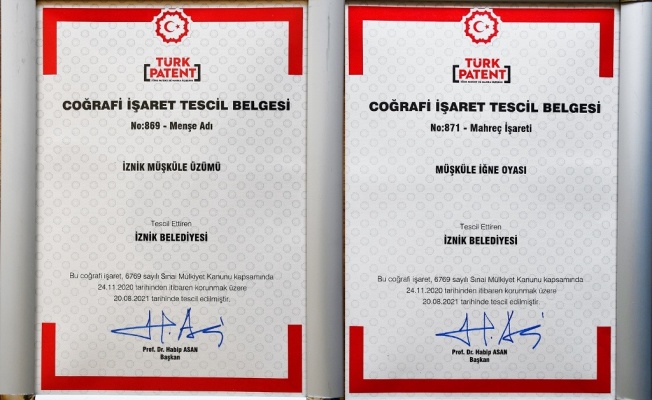 TÜRK
PATENT
COĞRAFİ İŞARET TESCİL BELGESİ
No:869 - Menşe Adı
İZNİK MÜŞKÜLE ÜZÜMÜ
Tescil Ettiren
İZNİK BELEDİYESİ
Bu coğrafi işaret, 6769 sayılı Sınai Mülkiyet Kanunu kapsamında
24.11.2020 tarihinden itibaren korunmak üzere
20.08.2021 tarihinde tescil edilmiştir.
Prof. Dr. Habip ASAN
Başkan
TÜRK
PATENT
COĞRAFİ İŞARET TESCİL BELGESİ
No:871 - Mahreç İşareti
MÜŞKÜLE İĞNE OYASI
Tescil Ettiren
İZNİK BELEDİYESİ
Bu coğrafi işaret, 6769 sayılı Sınai Mülkiyet Kanunu kapsamında
24.11.2020 tarihinden itibaren korunmak üzere
20.08.2021 tarihinde tescil edilmiştir.
Prof. Dr. Habip ASAN
Başkan